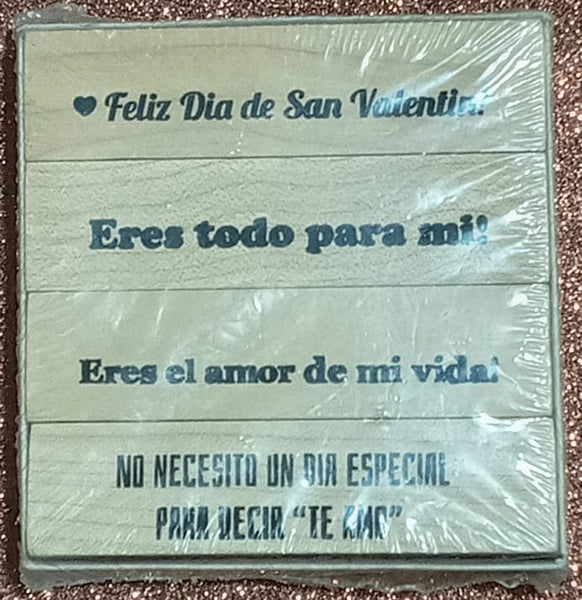 ♥ Feliz Dia de San Valentin!
Eres todo para mi!
Eres el amor de mi vida!
NO NECESITO UN DIA ESPECIAL
PARA DECIR "TE AMO"